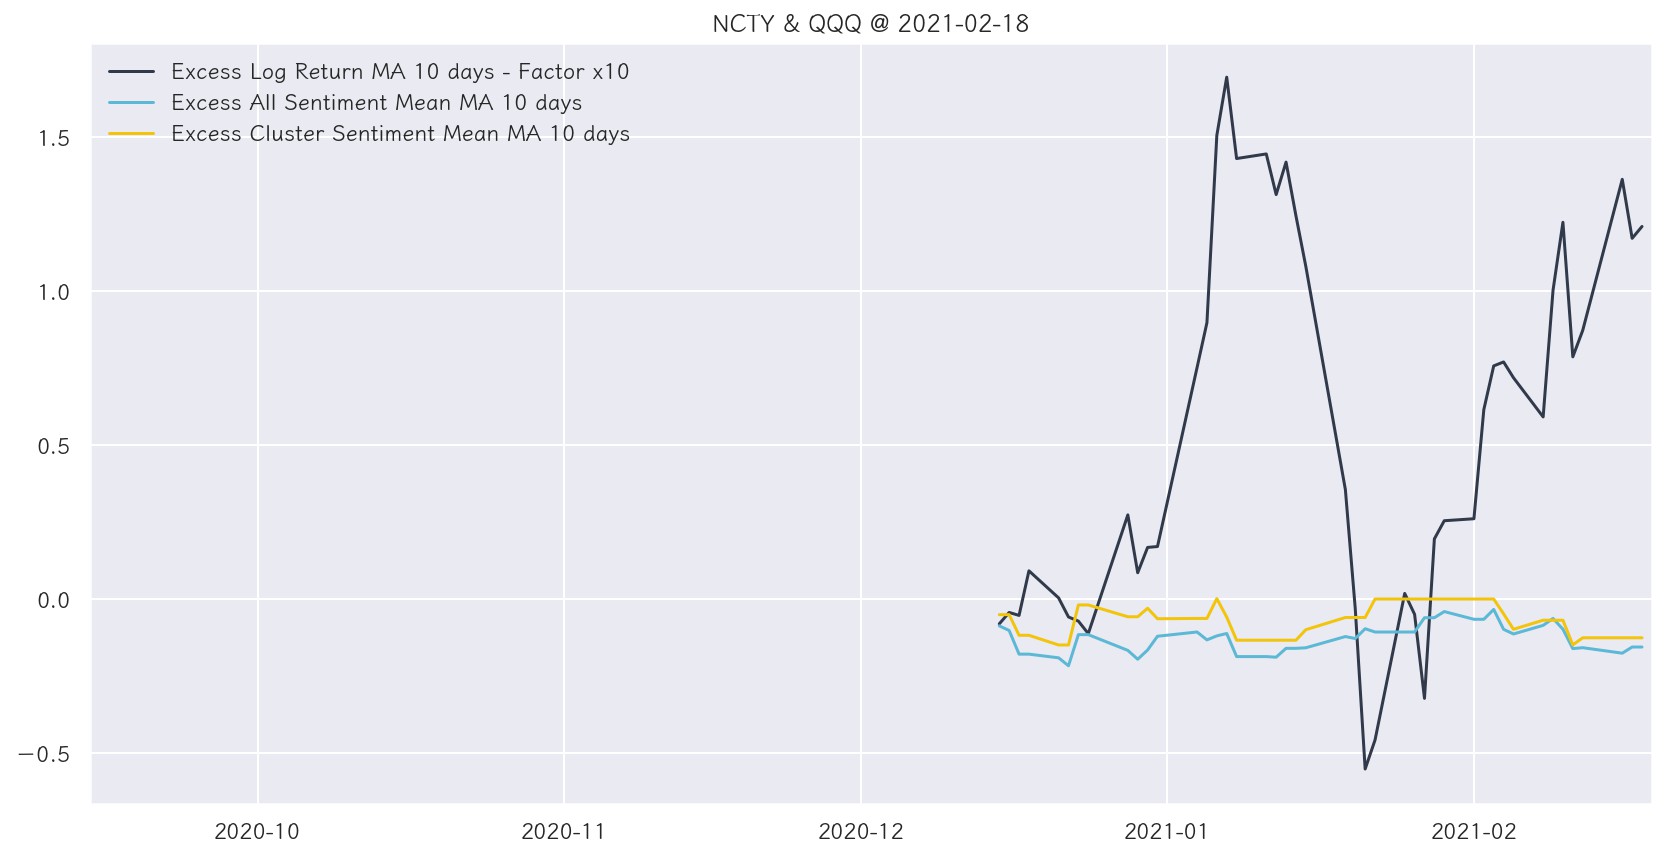 NCTY & QQQ @ 2021-02-18
Excess Log Return MA 10 days - Factor x10
Excess All Sentiment Mean MA 10 days
Excess Cluster Sentiment Mean MA 10 days
1.5
1.0
0.5
0.0
−0.5
2020-10 2020-11 2020-12 2021-01 2021-02